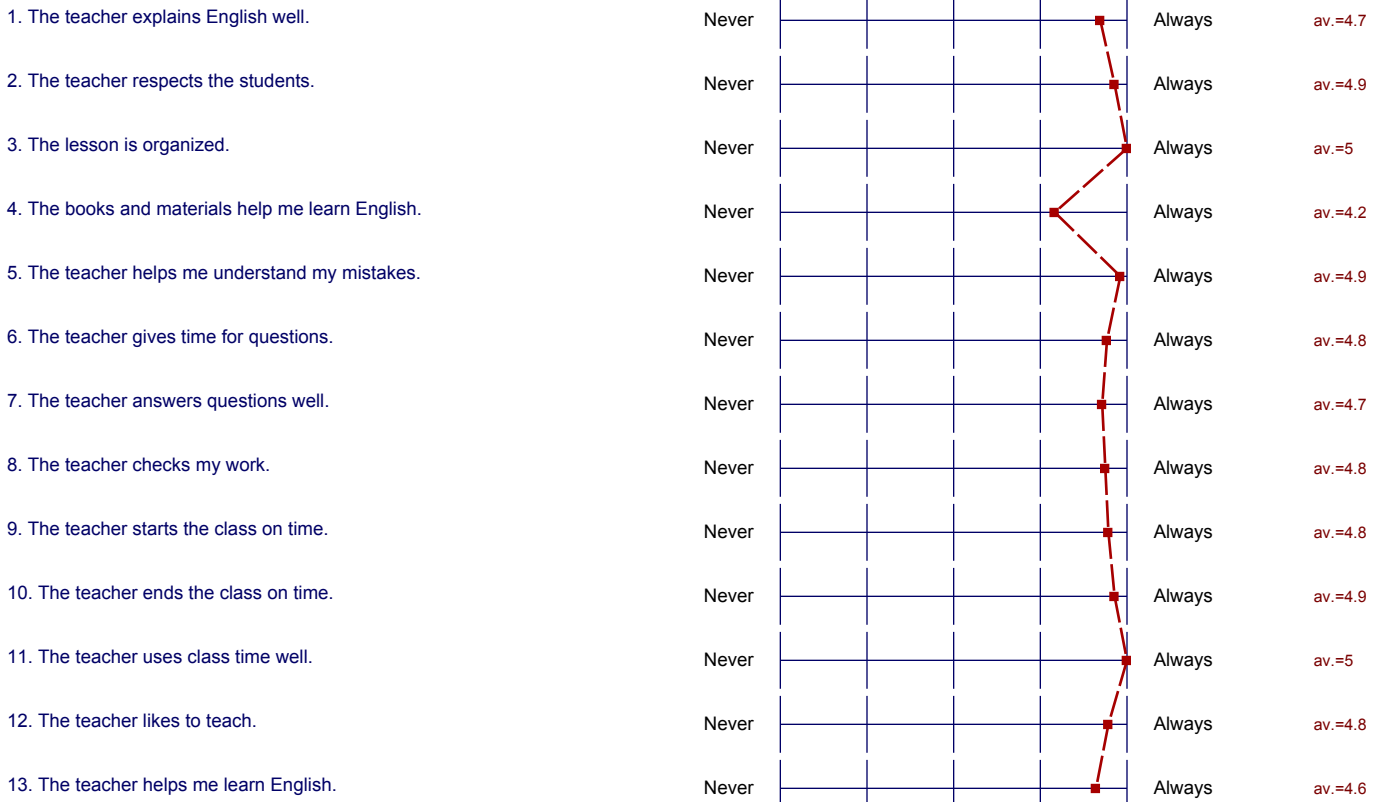 1. The teacher explains English well. Never Always av.=4.7
2. The teacher respects the students. Never Always av.=4.9
3. The lesson is organized. Never Always av.=5
4. The books and materials help me learn English. Never Always av.=4.2
5. The teacher helps me understand my mistakes. Never Always av.=4.9
6. The teacher gives time for questions. Never Always av.=4.8
7. The teacher answers questions well. Never Always av.=4.7
8. The teacher checks my work. Never Always av.=4.8
9. The teacher starts the class on time. Never Always av.=4.8
10. The teacher ends the class on time. Never Always av.=4.9
11. The teacher uses class time well. Never Always av.=5
12. The teacher likes to teach. Never Always av.=4.8
13. The teacher helps me learn English. Never Always av.=4.6